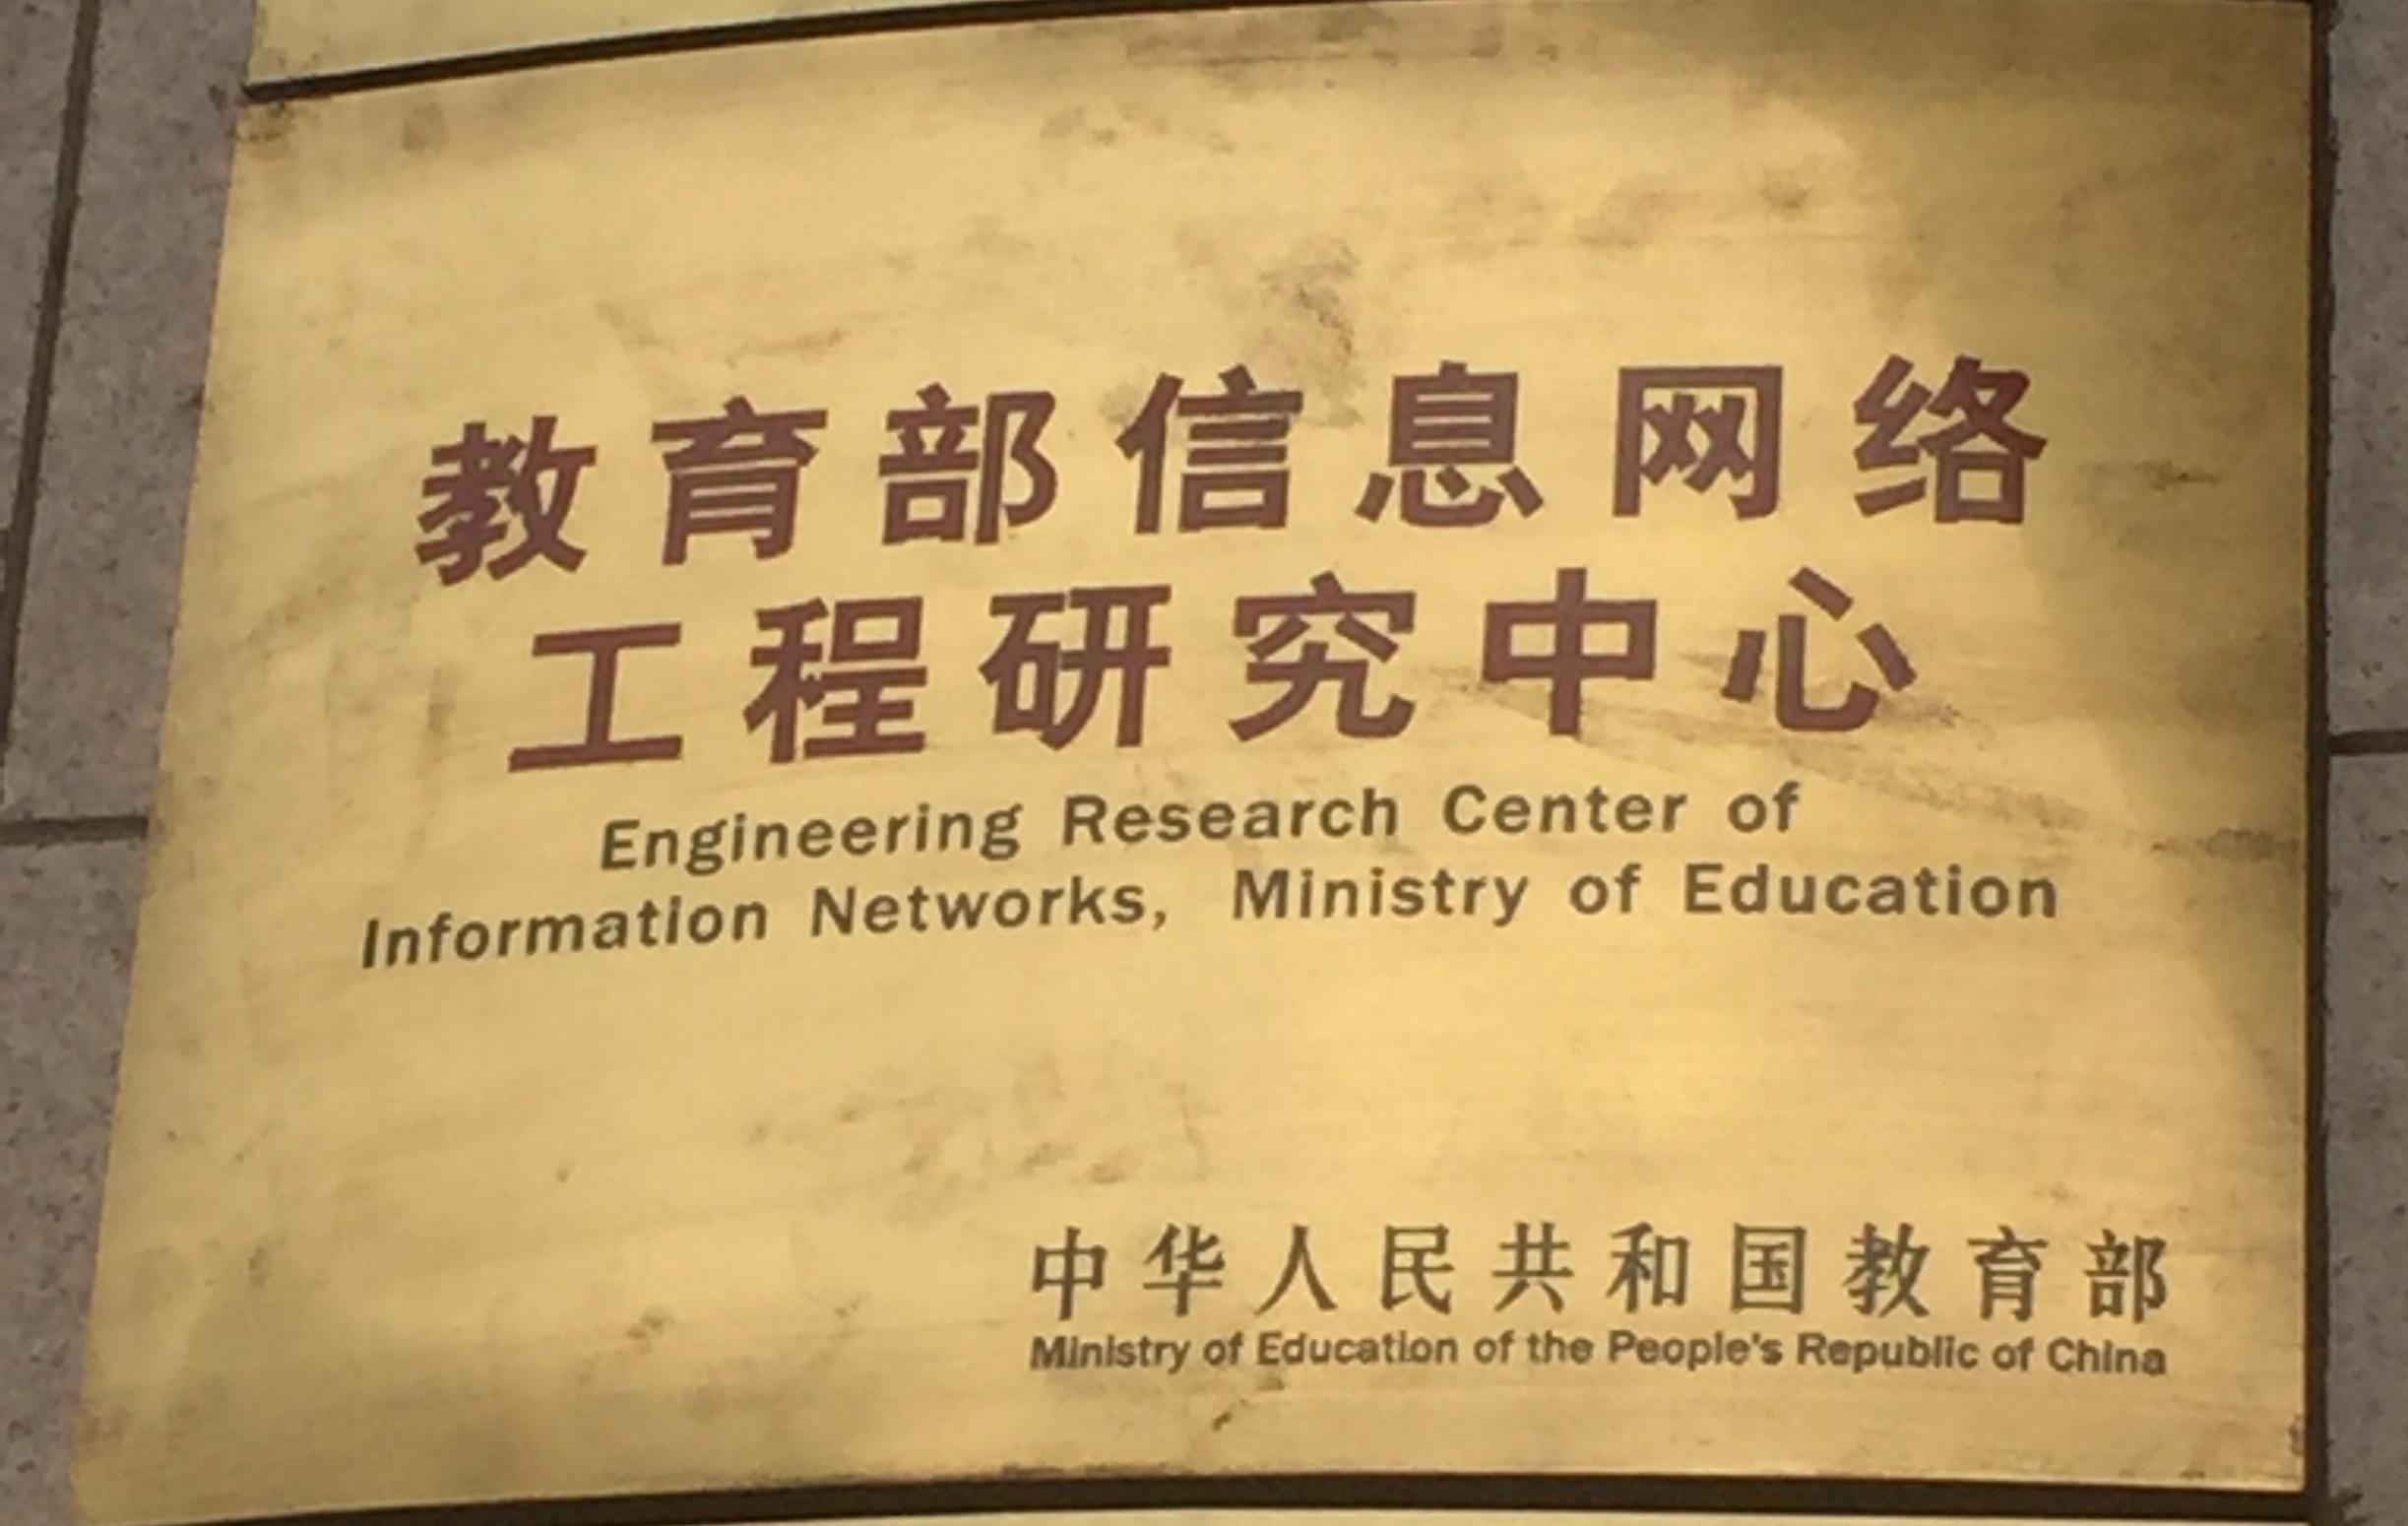 教育部信息网络
工程研究中心
Engineering Research Center of
Information Networks, Ministry of Education
中华人民共和国教育部
Ministry of Education of the People's Republic of China